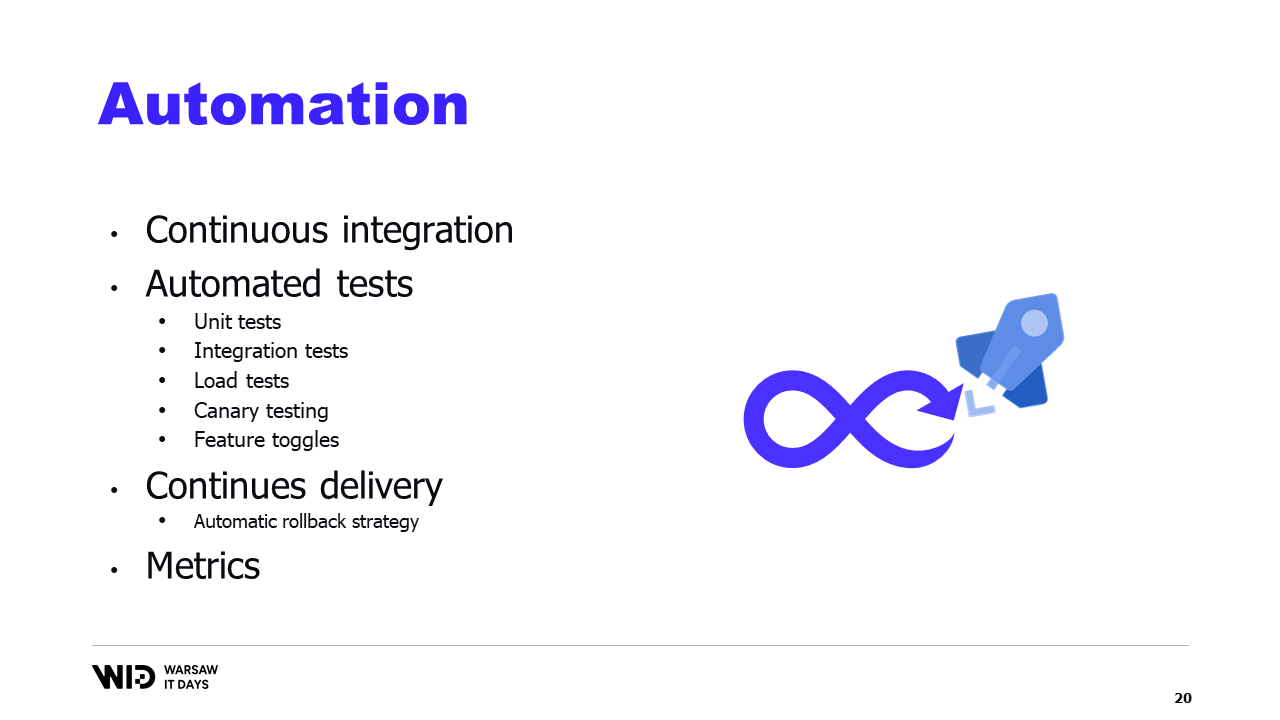 Automation
• Continuous integration
• Automated tests
• Unit tests
• Integration tests
• Load tests
• Canary testing
• Feature toggles
• Continues delivery
• Automatic rollback strategy
• Metrics
WID WARSAW
IT DAYS
20